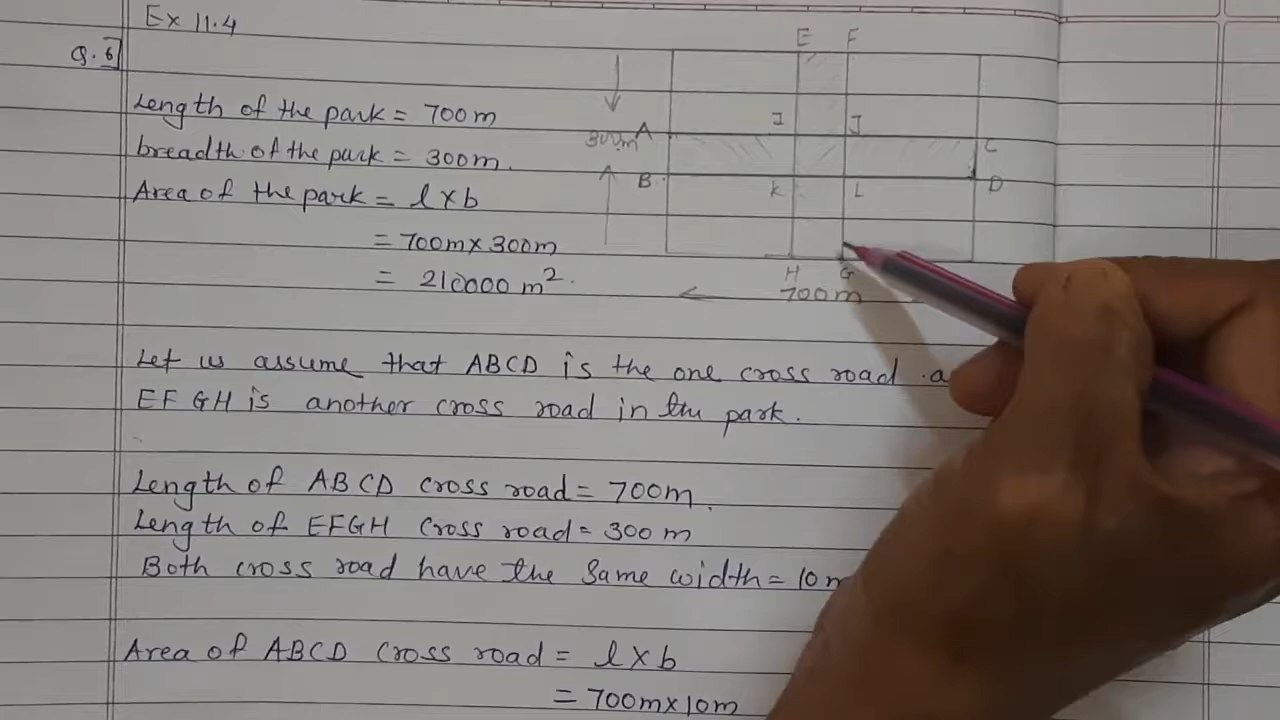 Ex 11.4
Q.6
Length of the park = 700m
breadth of the park = 300m.
Area of the park = l x b
= 700m x 300m
= 210000 m².
E F
I J
A C
300m
B K L D
H G
700m
Let us assume that ABCD is the one cross road .a
EFGH is another cross road in the park.
Length of ABCD cross road = 700m.
Length of EFGH cross road = 300 m
Both cross road have the same width = 10m
Area of ABCD cross road = l x b
= 700m x 10m